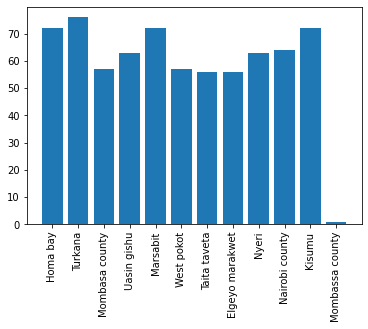 70
60
50
40
30
20
10
0
Homa bay
Turkana
Mombasa county
Uasin gishu
Marsabit
West pokot
Taita taveta
Elgeyo marakwet
Nyeri
Nairobi county
Kisumu
Mombassa county